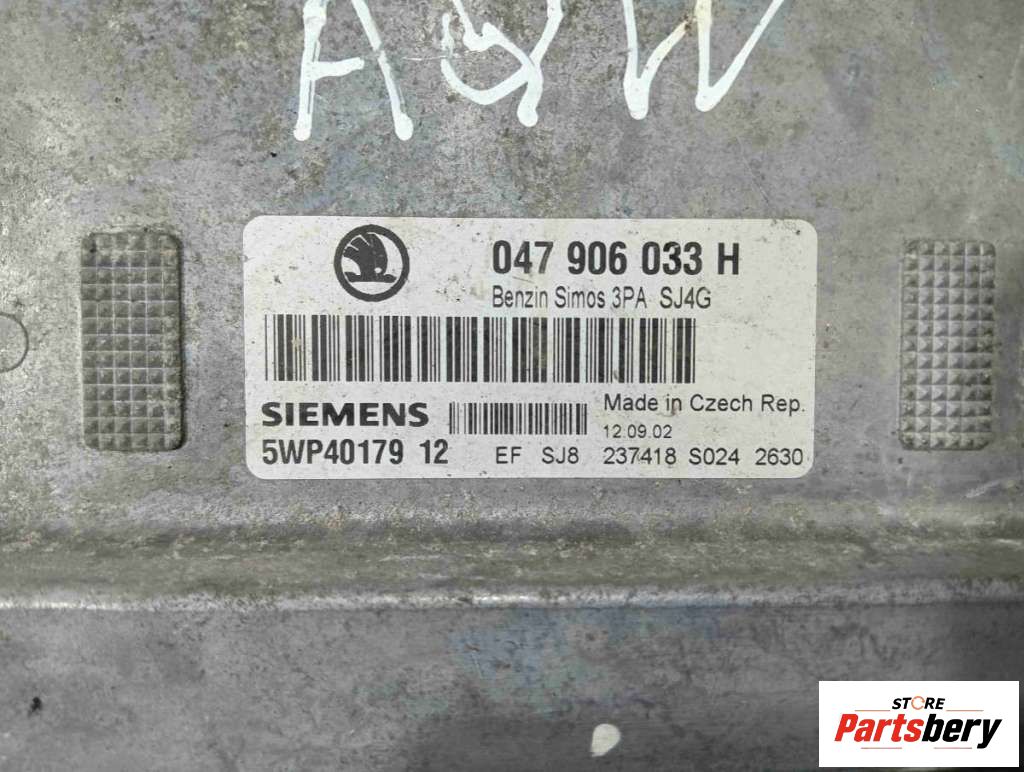 AQW
047 906 033 H
Benzin Simos 3PA SJ4G
SIEMENS
Made in Czech Rep.
12.09.02
5WP40179 12
EF SJ8 237418 S024 2630
STORE
Partsbery